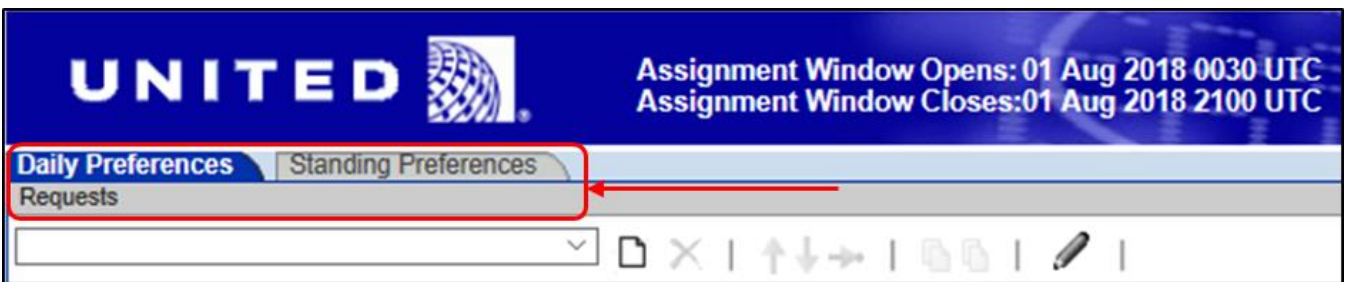 UNITED
Assignment Window Opens: 01 Aug 2018 0030 UTC
Assignment Window Closes:01 Aug 2018 2100 UTC
Daily Preferences
Standing Preferences
Requests